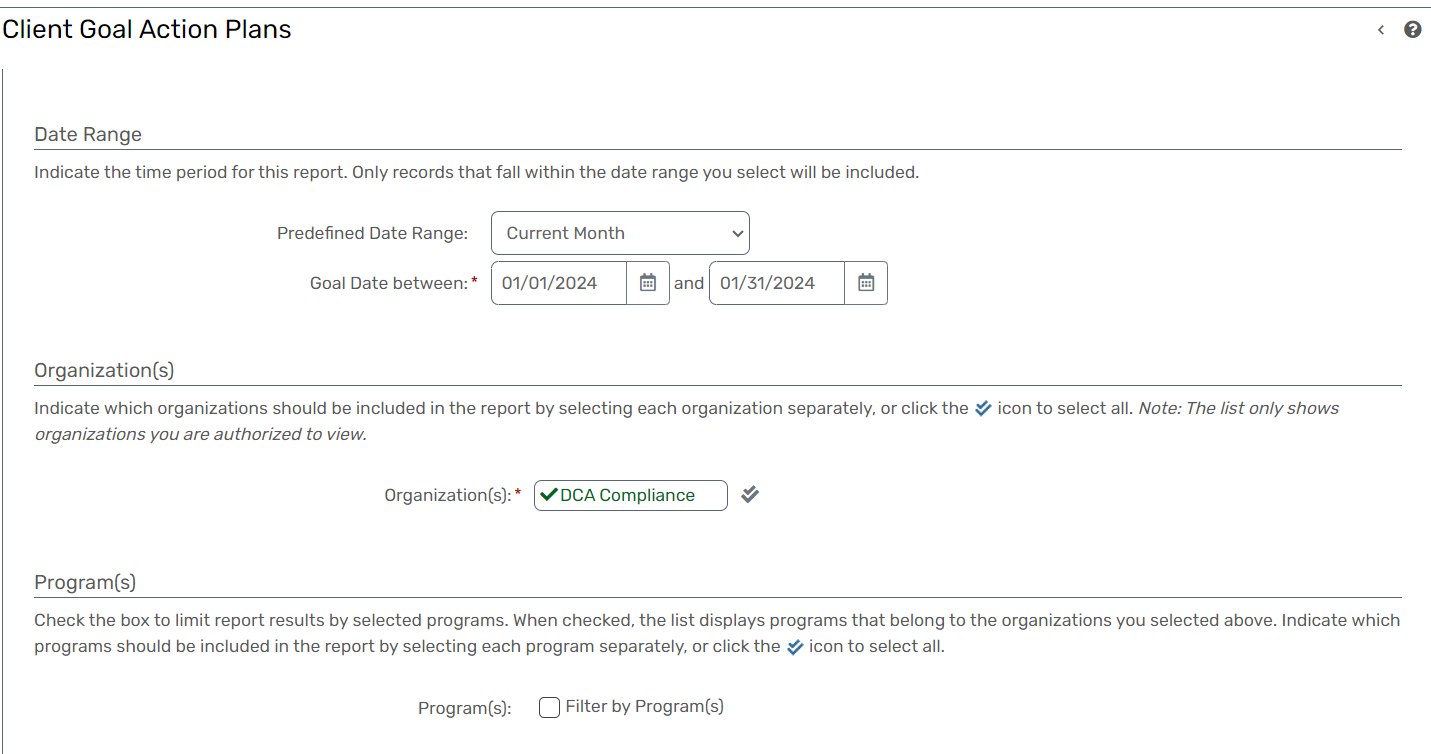 Client Goal Action Plans
Date Range
Indicate the time period for this report. Only records that fall within the date range you select will be included.
Predefined Date Range: Current Month
Goal Date between:* 01/01/2024 and 01/31/2024
Organization(s)
Indicate which organizations should be included in the report by selecting each organization separately, or click the icon to select all. Note: The list only shows
organizations you are authorized to view.
Organization(s):* DCA Compliance
Program(s)
Check the box to limit report results by selected programs. When checked, the list displays programs that belong to the organizations you selected above. Indicate which
programs should be included in the report by selecting each program separately, or click the icon to select all.
Program(s): Filter by Program(s)